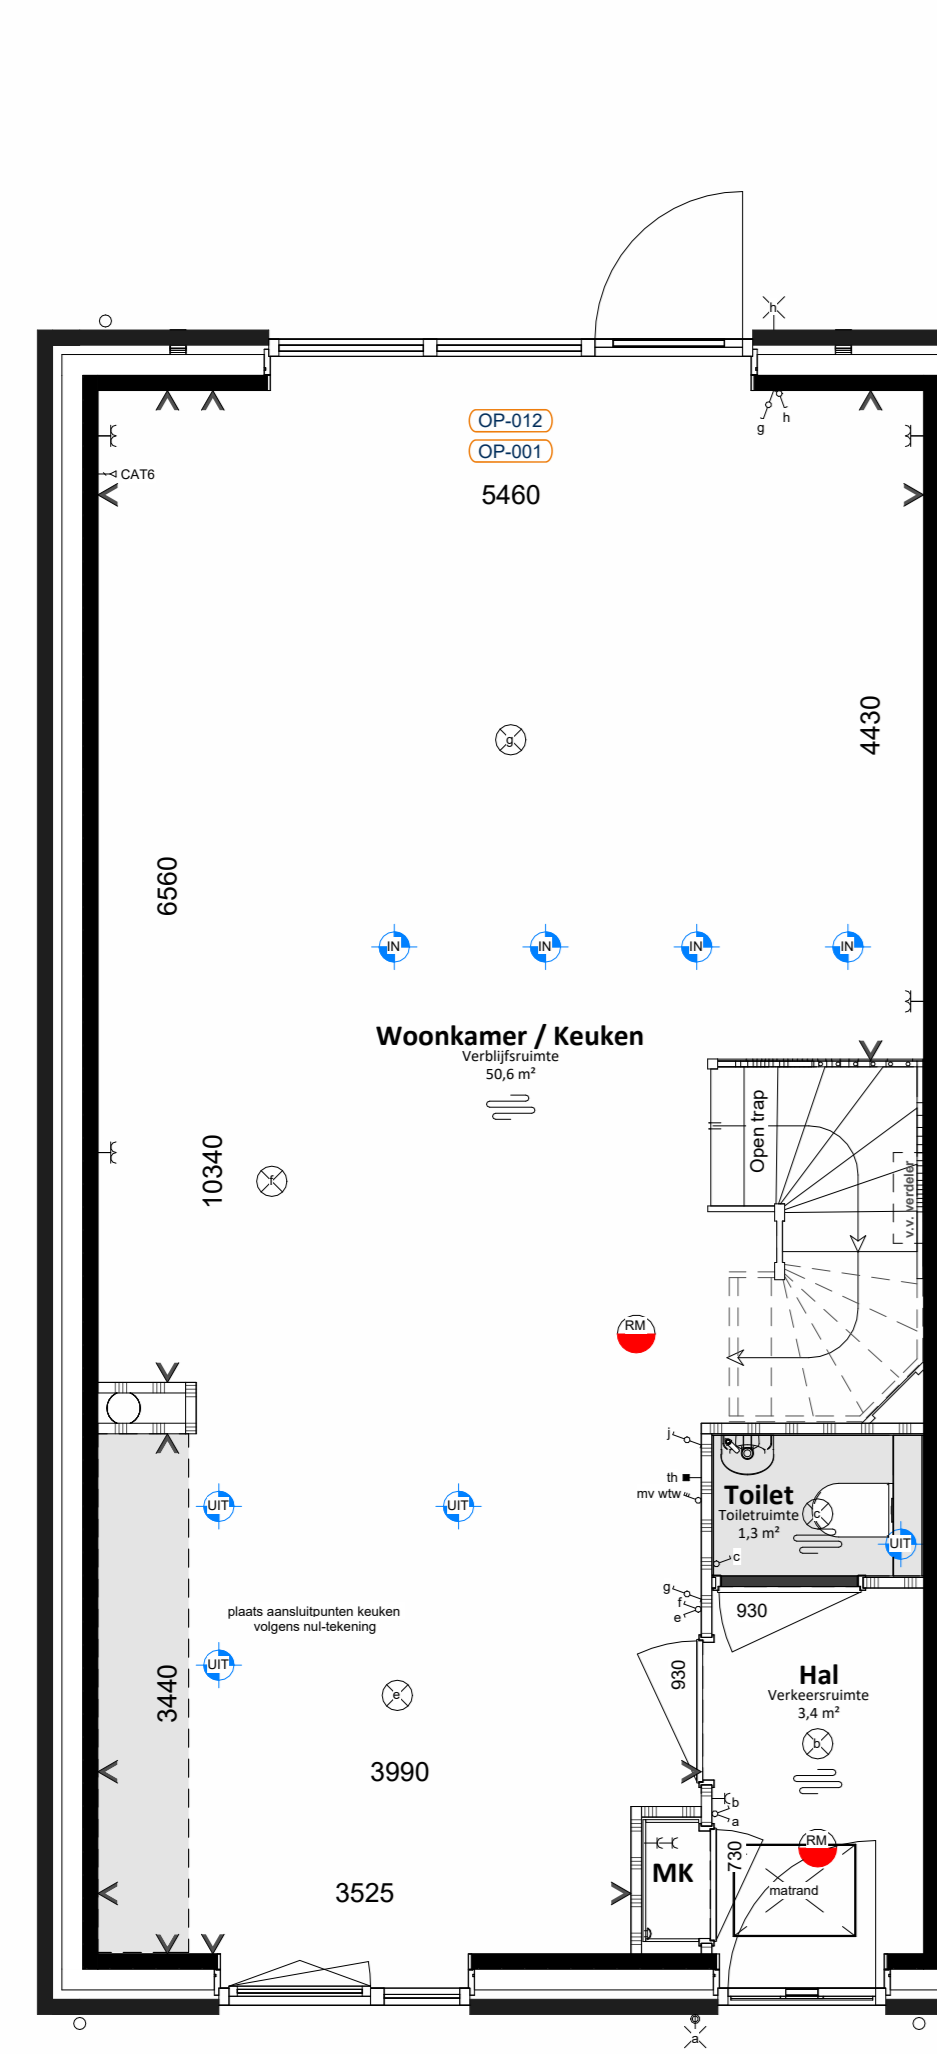 h
g
h
OP-012
OP-001
CAT6
5460
g
4430
6560
IN
IN
IN
IN
Woonkamer / Keuken
Verblijfsruimte
50,6 m²
Open trap
v.v. verdeler
10340
f
RM
j
th
mv wtw
UIT
UIT
Toilet
Toiletruimte
1,3 m²
c
UIT
c
g
f
e
930
plaats aansluitpunten keuken
volgens nul-tekening
UIT
930
3440
e
Hal
Verkeersruimte
3,4 m²
b
3990
b
a
RM
730
MK
matrand
3525
a